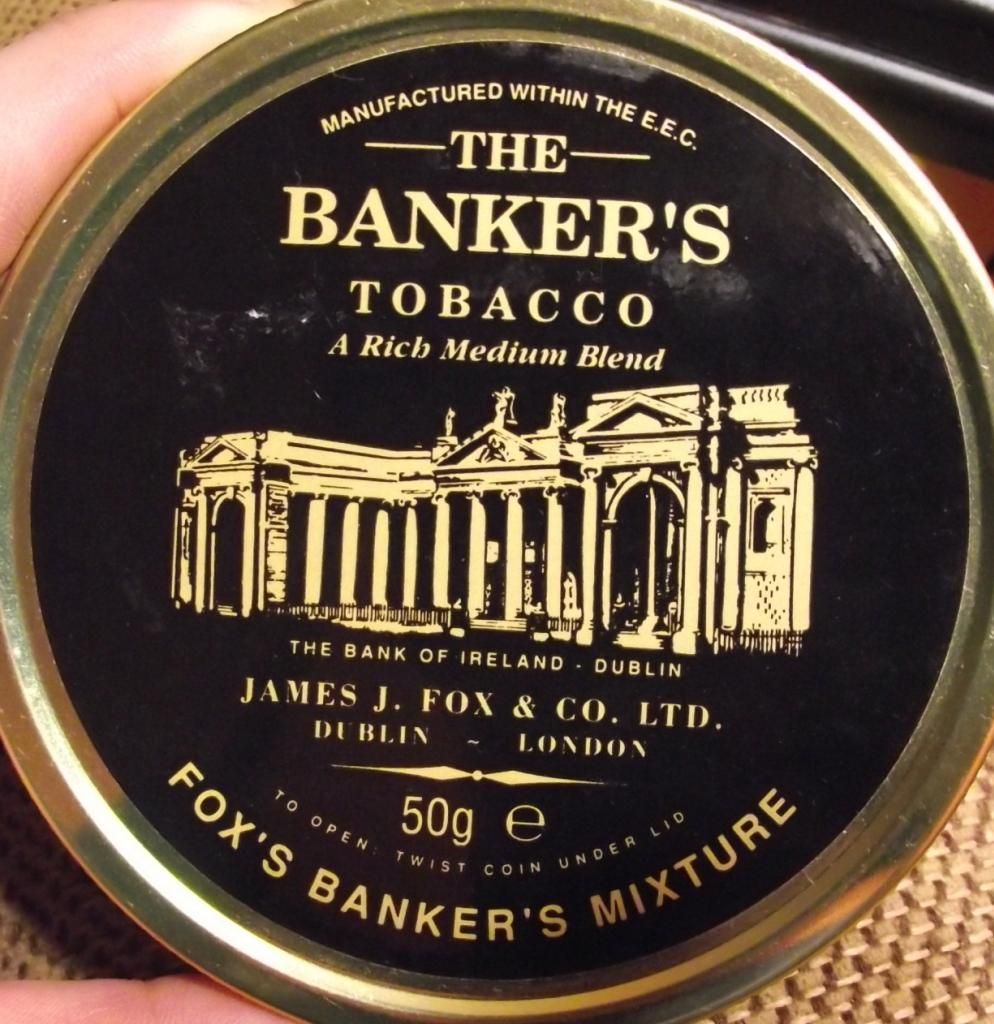 MANUFACTURED WITHIN THE E.E.C.
THE
BANKER'S
TOBACCO
A Rich Medium Blend
THE BANK OF IRELAND - DUBLIN
JAMES J. FOX & CO. LTD.
DUBLIN ~ LONDON
50g ℮
TO OPEN: TWIST COIN UNDER LID
FOX'S BANKER'S MIXTURE